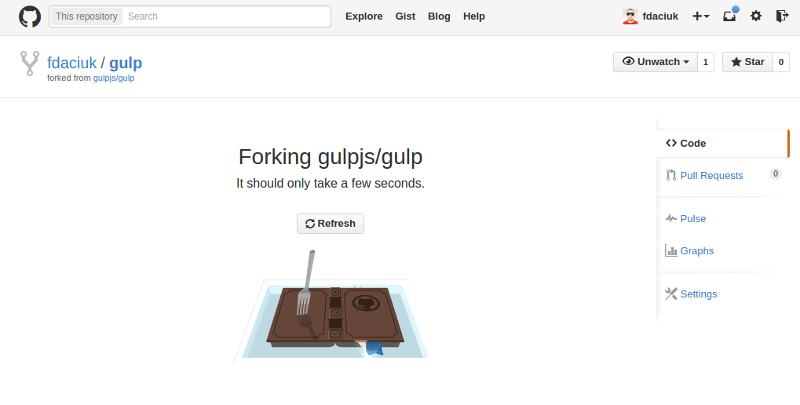 This repository Search Explore Gist Blog Help fdaciuk
fdaciuk / gulp
forked from gulpjs/gulp
Unwatch 1 Star 0
Forking gulpjs/gulp
It should only take a few seconds.
Refresh
Code
Pull Requests 0
Pulse
Graphs
Settings